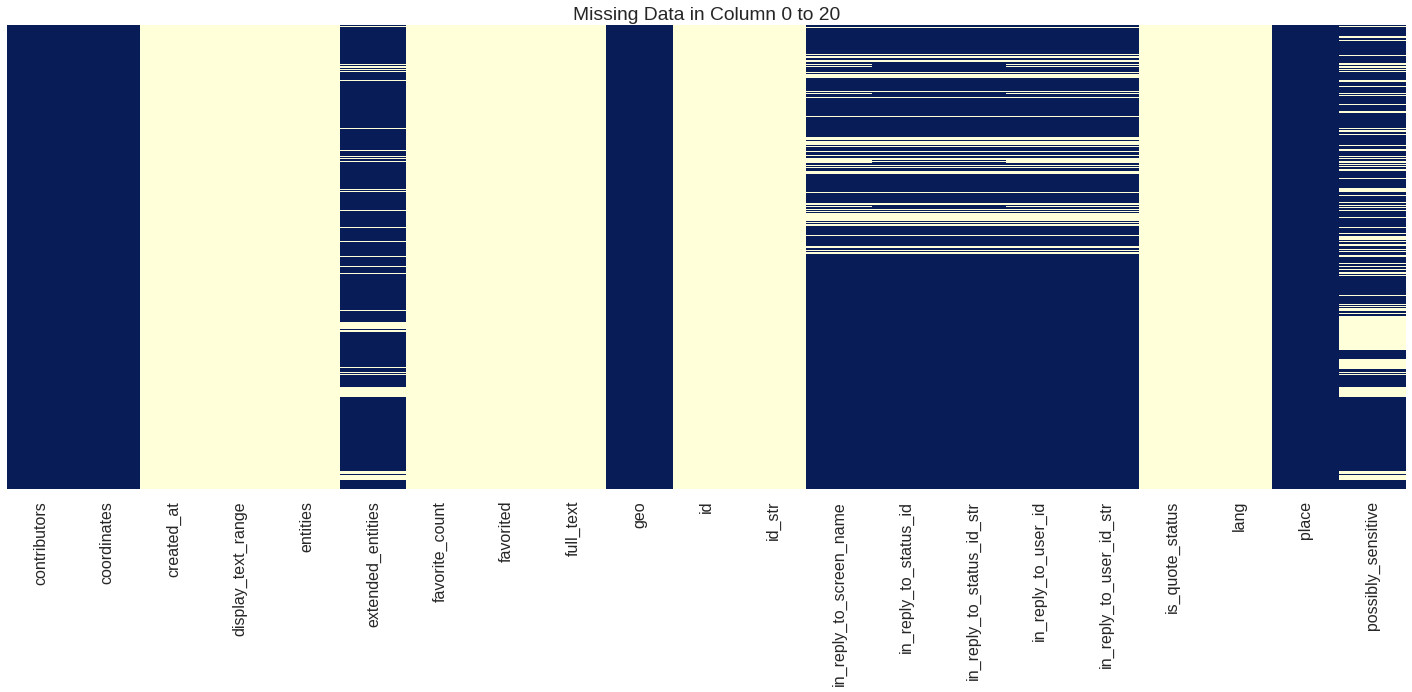 Missing Data in Column 0 to 20
contributors
coordinates
created_at
display_text_range
entities
extended_entities
favorite_count
favorited
full_text
geo
id
id_str
in_reply_to_screen_name
in_reply_to_status_id
in_reply_to_status_id_str
in_reply_to_user_id
in_reply_to_user_id_str
is_quote_status
lang
place
possibly_sensitive